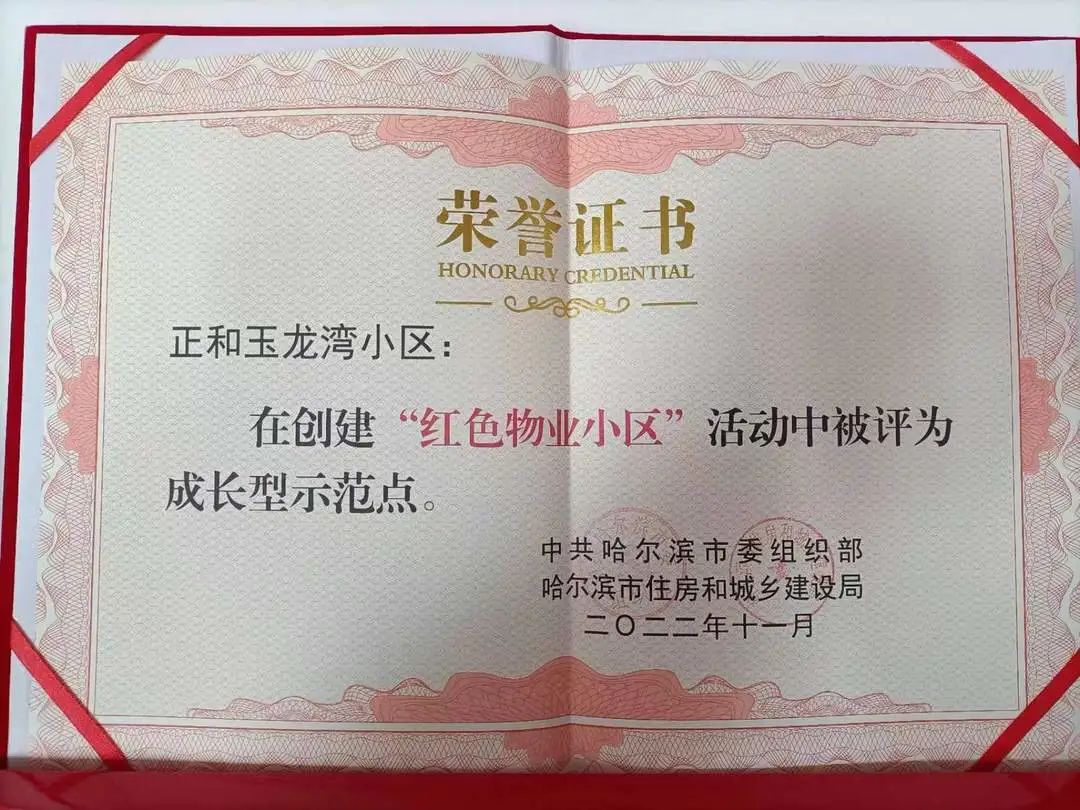 荣誉证书
HONORARY CREDENTIAL
正和玉龙湾小区：
在创建“红色物业小区”活动中被评为
成长型示范点。
中共哈尔滨市委组织部
哈尔滨市住房和城乡建设局
二〇二二年十一月